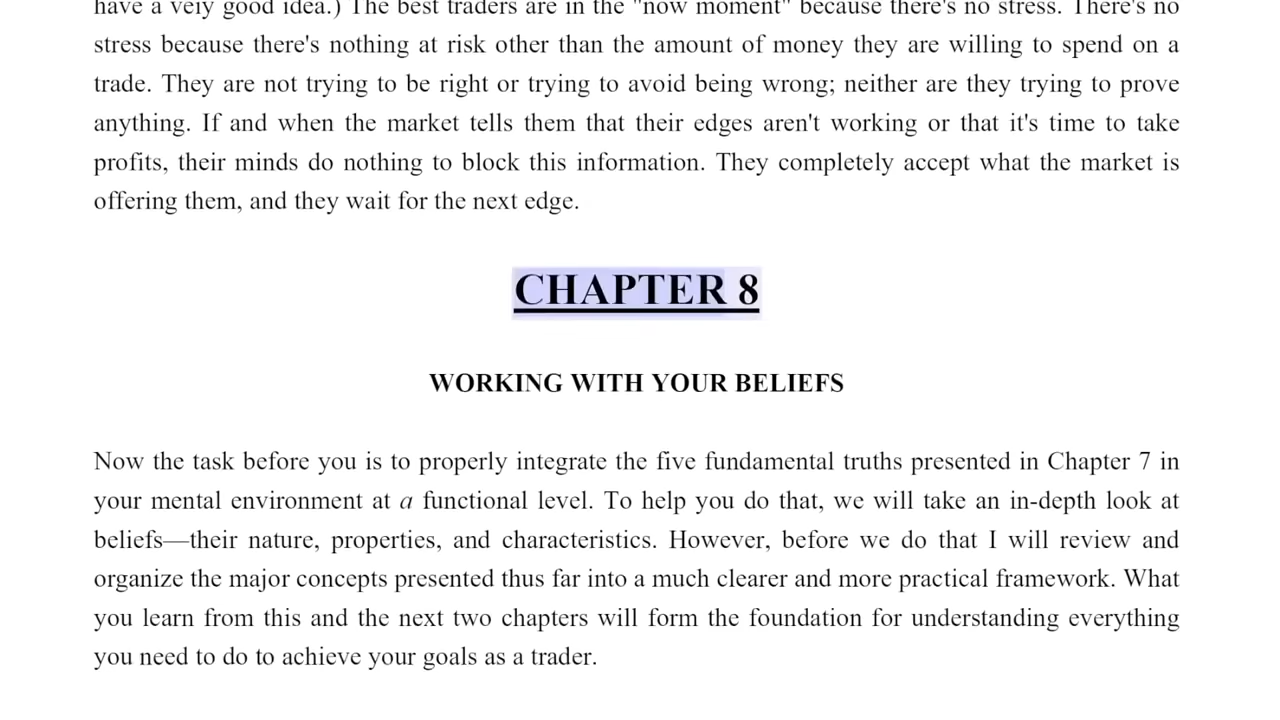 have a very good idea.) The best traders are in the "now moment" because there's no stress. There's no
stress because there's nothing at risk other than the amount of money they are willing to spend on a
trade. They are not trying to be right or trying to avoid being wrong; neither are they trying to prove
anything. If and when the market tells them that their edges aren't working or that it's time to take
profits, their minds do nothing to block this information. They completely accept what the market is
offering them, and they wait for the next edge.
CHAPTER 8
WORKING WITH YOUR BELIEFS
Now the task before you is to properly integrate the five fundamental truths presented in Chapter 7 in
your mental environment at a functional level. To help you do that, we will take an in-depth look at
beliefs—their nature, properties, and characteristics. However, before we do that I will review and
organize the major concepts presented thus far into a much clearer and more practical framework. What
you learn from this and the next two chapters will form the foundation for understanding everything
you need to do to achieve your goals as a trader.